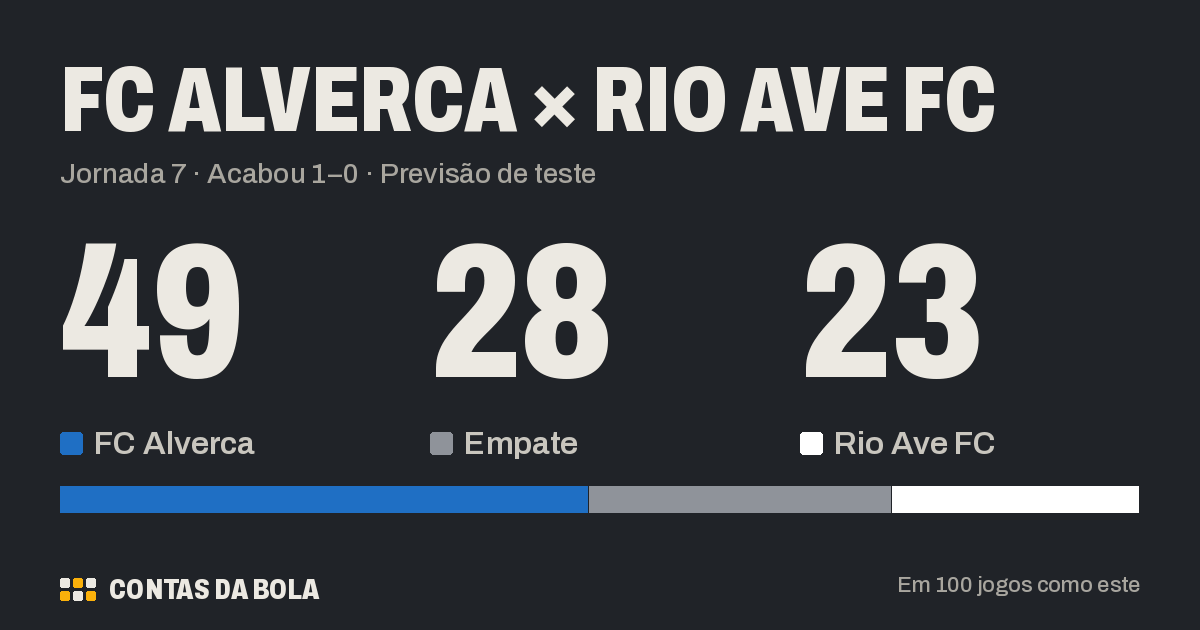 FC ALVERCA × RIO AVE FC
Jornada 7 · Acabou 1–0 · Previsão de teste
49 28 23
FC Alverca Empate Rio Ave FC
CONTAS DA BOLA Em 100 jogos como este